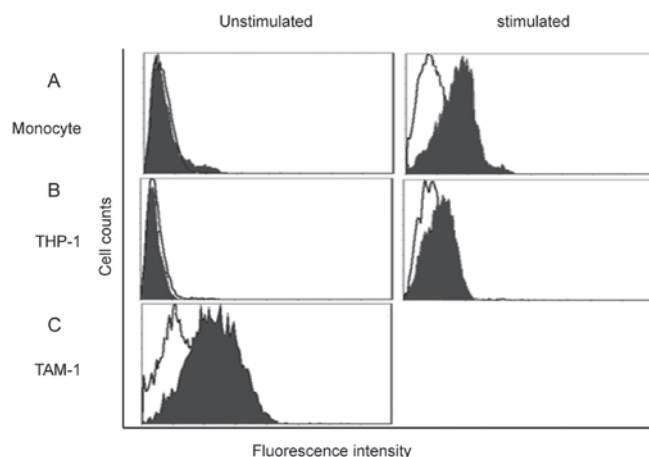 Unstimulated stimulated
A
Monocyte
B
THP-1
C
TAM-1
Cell counts
Fluorescence intensity